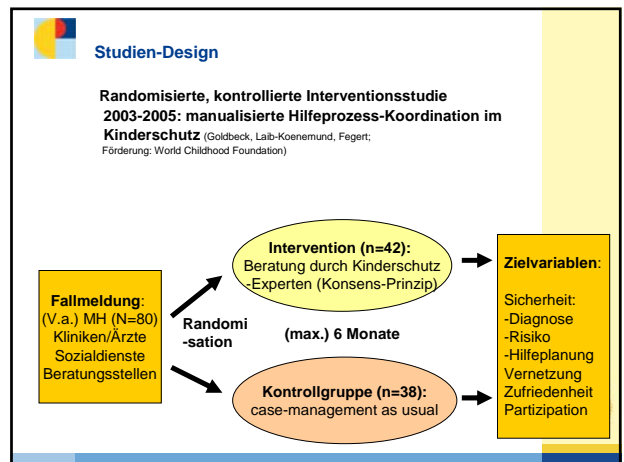 Studien-Design
Randomisierte, kontrollierte Interventionsstudie
2003-2005: manualisierte Hilfeprozess-Koordination im
Kinderschutz (Goldbeck, Laib-Koenemund, Fegert;
Förderung: World Childhood Foundation)
Fallmeldung:
(V.a.) MH (N=80)
Kliniken/Ärzte
Sozialdienste
Beratungsstellen
Randomi
-sation
Intervention (n=42):
Beratung durch Kinderschutz
-Experten (Konsens-Prinzip)
(max.) 6 Monate
Kontrollgruppe (n=38):
case-management as usual
Zielvariablen:
Sicherheit:
-Diagnose
-Risiko
-Hilfeplanung
Vernetzung
Zufriedenheit
Partizipation